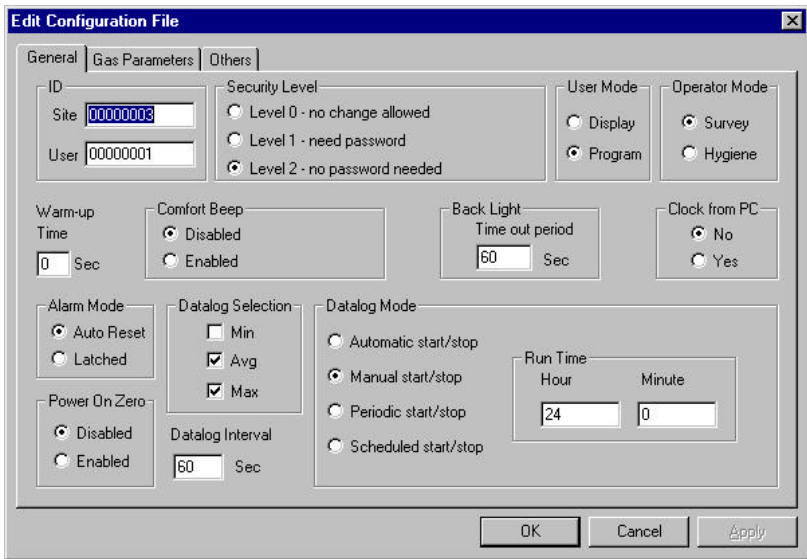 Edit Configuration File
General
Gas Parameters
Others
ID
Site 00000003
User 00000001
Security Level
Level 0 - no change allowed
Level 1 - need password
Level 2 - no password needed
User Mode
Display
Program
Operator Mode
Survey
Hygiene
Warm-up
Time
0 Sec
Comfort Beep
Disabled
Enabled
Back Light
Time out period
60 Sec
Clock from PC
No
Yes
Alarm Mode
Auto Reset
Latched
Power On Zero
Disabled
Enabled
Datalog Selection
Min
Avg
Max
Datalog Interval
60 Sec
Datalog Mode
Automatic start/stop
Manual start/stop
Periodic start/stop
Scheduled start/stop
Run Time
Hour Minute
24 0
OK
Cancel
Apply